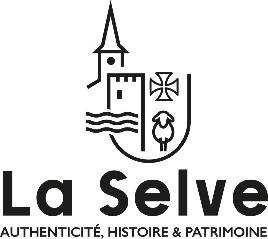 La Selve
AUTHENTICITÉ, HISTOIRE & PATRIMOINE